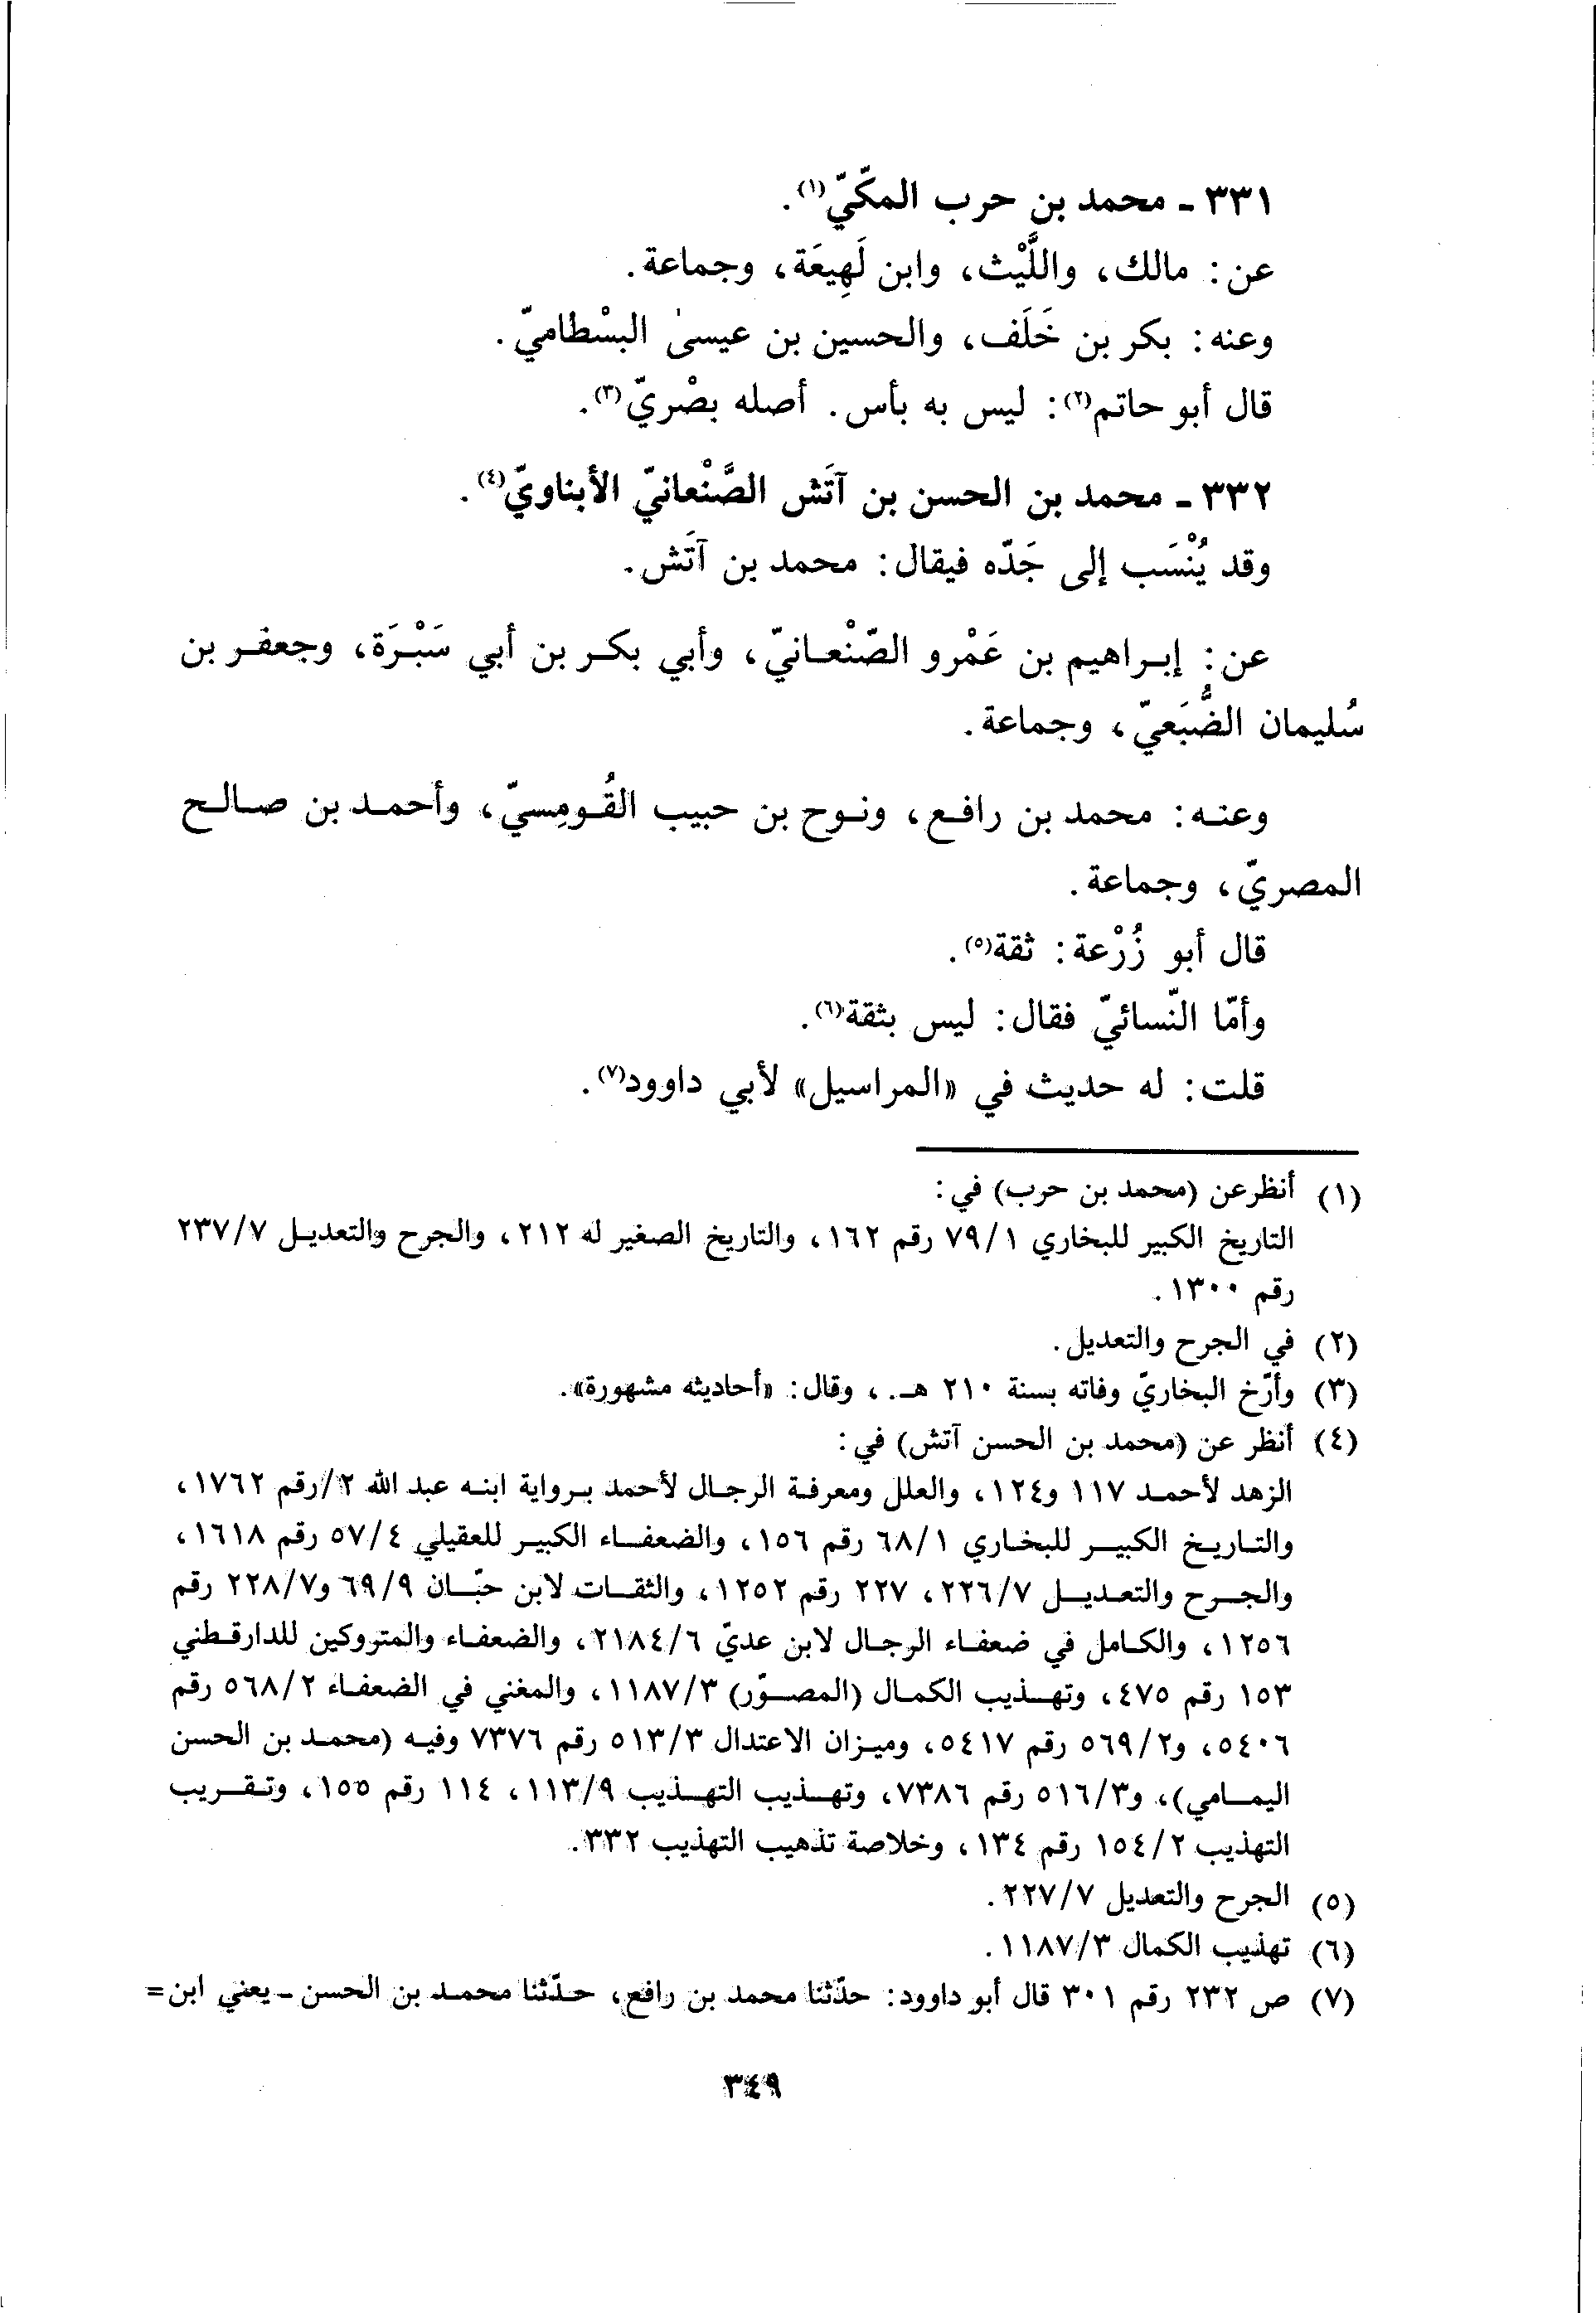 ٣٣١ - محمد بن حرب المكّيّ(١).
عن: مالك، واللَّيْث، وابن لَهِيعَة، وجماعة.
وعنه: بكر بن خَلَف، والحسين بن عيسىٰ البسْطاميّ.
قال أبو حاتم(٢): ليس به بأس. أصله بصْريّ(٣).
٣٣٢ - محمد بن الحسن بن آتَش الصَّنْعانيّ الأبناويّ(٤).
وقد يُنْسَب إلى جَدّه فيقال: محمد بن آتَش.
عن: إبراهيم بن عَمْرو الصّنْعانيّ، وأبي بكر بن أبي سَبْرَة، وجعفر بن
سُليمان الضُّبَعيّ، وجماعة.
وعنه: محمد بن رافع، ونوح بن حبيب القُومِسيّ، وأحمد بن صالح
المصريّ، وجماعة.
قال أبو زُرْعة: ثقة(٥).
وأمّا النّسائيّ فقال: ليس بثقة(٦).
قلت: له حديث في «المراسيل» لأبي داوود(٧).
(١) أنظرعن (محمد بن حرب) في:
التاريخ الكبير للبخاري ٧٩/١ رقم ١٦٢، والتاريخ الصغير له ٢١٢، والجرح والتعديل ٢٣٧/٧
رقم ١٣٠٠.
(٢) في الجرح والتعديل.
(٣) وأرّخ البخاريّ وفاته بسنة ٢١٠ هـ.، وقال: «أحاديثه مشهورة».
(٤) أنظر عن (محمد بن الحسن آتش) في:
الزهد لأحمد ١١٧ و١٢٤، والعلل ومعرفة الرجال لأحمد برواية ابنه عبد الله ٢/رقم ١٧٦٢،
والتاريخ الكبير للبخاري ٦٨/١ رقم ١٥٦، والضعفاء الكبير للعقيلي ٥٧/٤ رقم ١٦١٨،
والجرح والتعديل ٢٢٦/٧، ٢٢٧ رقم ١٢٥٢، والثقات لابن حبّان ٦٩/٩ و٢٢٨/٧ رقم
١٢٥٦، والكامل في ضعفاء الرجال لابن عديّ ٢١٨٤/٦، والضعفاء والمتروكين للدارقطني
١٥٣ رقم ٤٧٥، وتهذيب الكمال (المصوّر) ١١٨٧/٣، والمغني في الضعفاء ٥٦٨/٢ رقم
٥٤٠٦، و٥٦٩/٢ رقم ٥٤١٧، وميزان الاعتدال ٥١٣/٣ رقم ٧٣٧٦ وفيه (محمد بن الحسن
اليمامي)، و٥١٦/٣ رقم ٧٣٨٦، وتهذيب التهذيب ١١٣/٩، ١١٤ رقم ١٥٥، وتقريب
التهذيب ١٥٤/٢ رقم ١٣٤، وخلاصة تذهيب التهذيب ٣٣٢.
(٥) الجرح والتعديل ٢٢٧/٧.
(٦) تهذيب الكمال ١١٨٧/٣.
(٧) ص ٢٣٢ رقم ٣٠١ قال أبو داوود: حدّثنا محمد بن رافع، حدّثنا محمد بن الحسن - يعني ابن=
٣٤٩